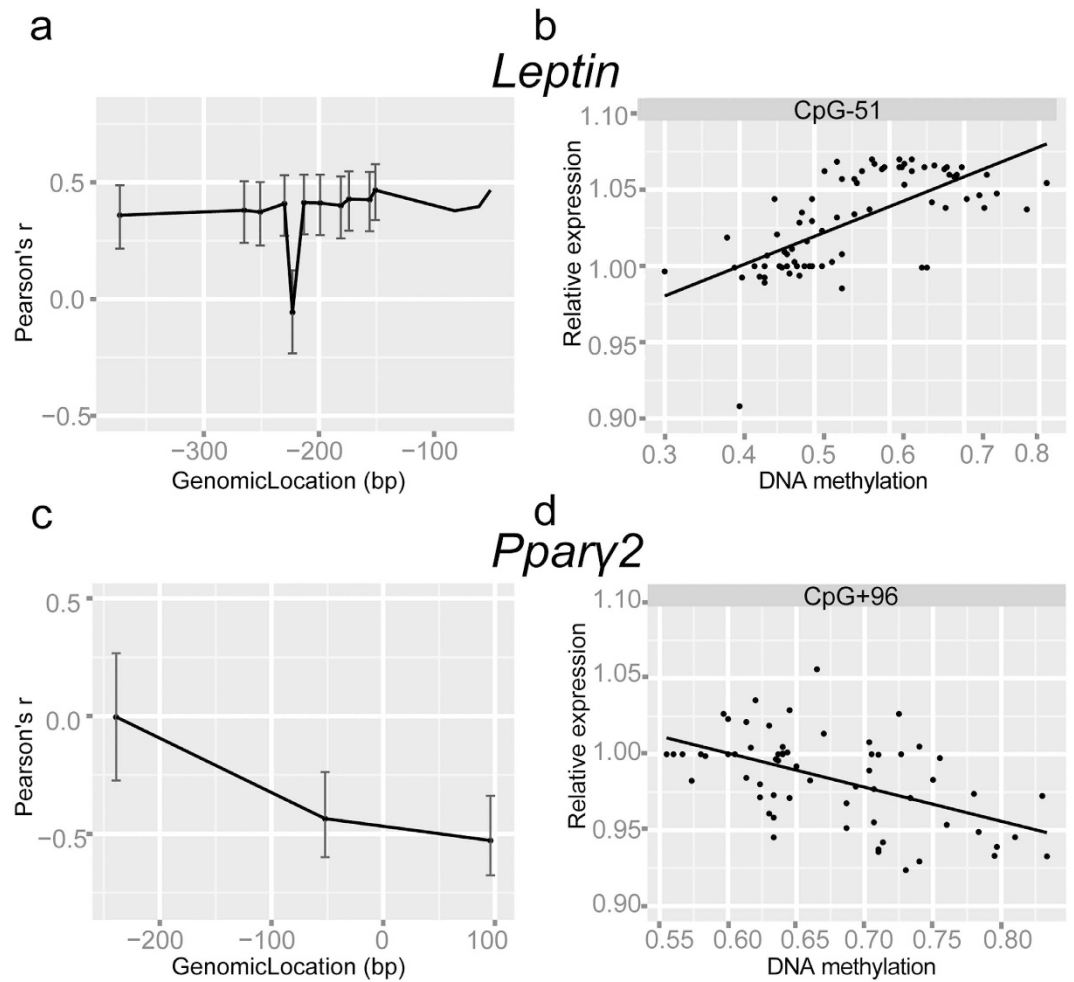 a
b
Leptin
Pearson's r
0.5
0.0
−0.5
−300
−200
−100
GenomicLocation (bp)
CpG-51
Relative expression
1.10
1.05
1.00
0.95
0.90
0.3
0.4
0.5
0.6
0.7
0.8
DNA methylation
c
d
Pparγ2
Pearson's r
0.5
0.0
−0.5
−200
−100
0
100
GenomicLocation (bp)
CpG+96
Relative expression
1.10
1.05
1.00
0.95
0.90
0.55
0.60
0.65
0.70
0.75
0.80
DNA methylation